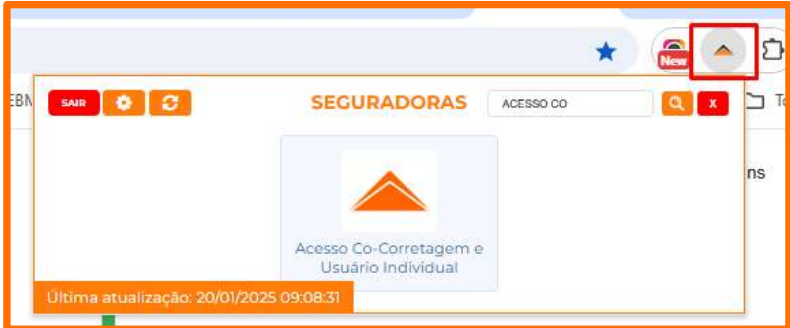 New
EBN
SAIR
SEGURADORAS
ACESSO CO
X
To
ns
Acesso Co-Corretagem e
Usuário Individual
Última atualização: 20/01/2025 09:08:31